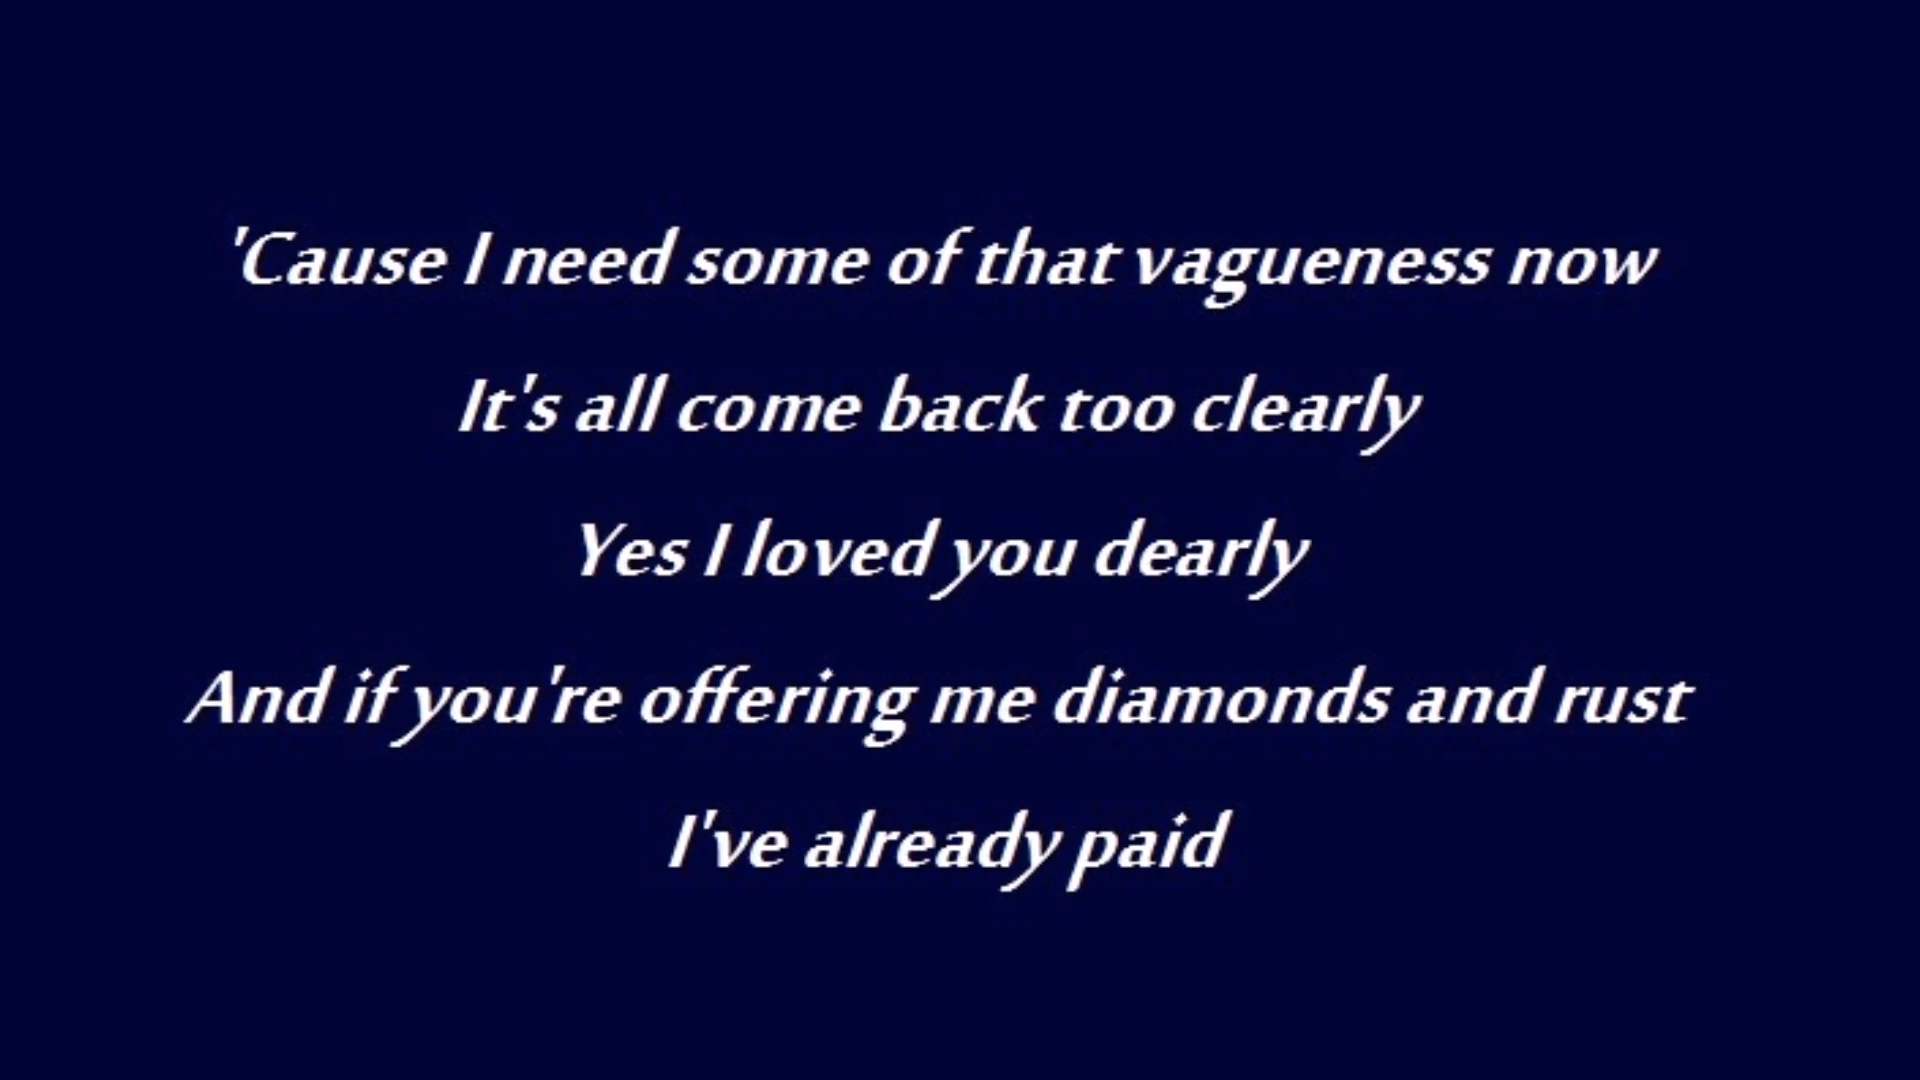 'Cause I need some of that vagueness now
It's all come back too clearly
Yes I loved you dearly
And if you're offering me diamonds and rust
I've already paid